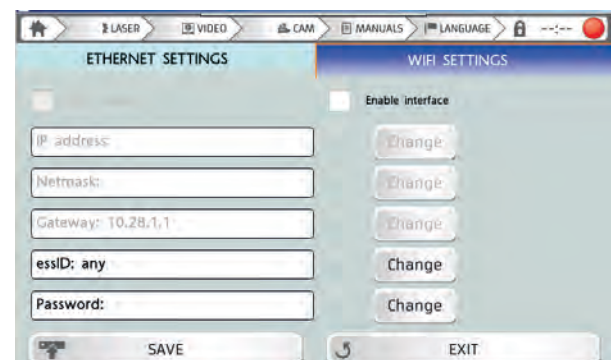 LASER VIDEO CAM MANUALS LANGUAGE --:--
ETHERNET SETTINGS WIFI SETTINGS
Enable interface
IP address: Change
Netmask: Change
Gateway: 10.28.1.1 Change
essID: any Change
Password: Change
SAVE EXIT